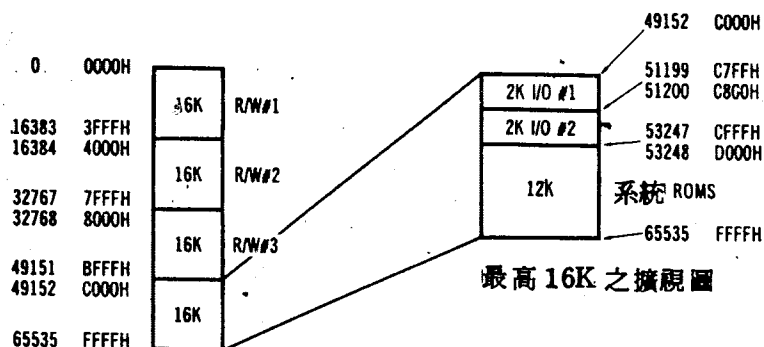 0 0000H
16K R/W#1
16383 3FFFH
16384 4000H
16K R/W#2
32767 7FFFH
32768 8000H
16K R/W#3
49151 BFFFH
49152 C000H
16K
65535 FFFFH
49152 C000H
2K I/O #1
51199 C7FFH
51200 C8G0H
2K I/O #2
53247 CFFFH
53248 D000H
12K
系統 ROMS
65535 FFFFH
最高 16K 之擴視圖